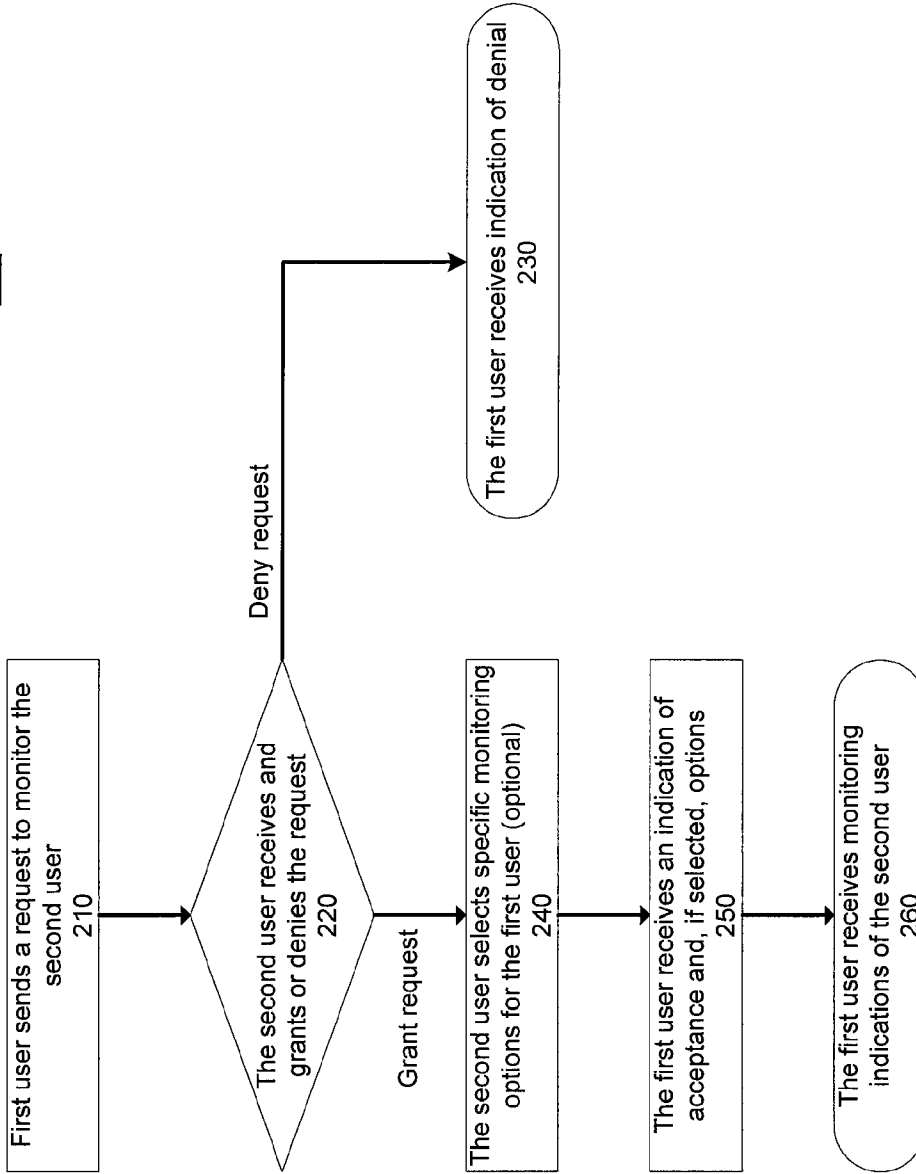 First user sends a request to monitor the
second user
210
The second user receives and
grants or denies the request
220
Deny request
The first user receives indication of denial
230
Grant request
The second user selects specific monitoring
options for the first user (optional)
240
The first user receives an indication of
acceptance and, if selected, options
250
The first user receives monitoring
indications of the second user
260